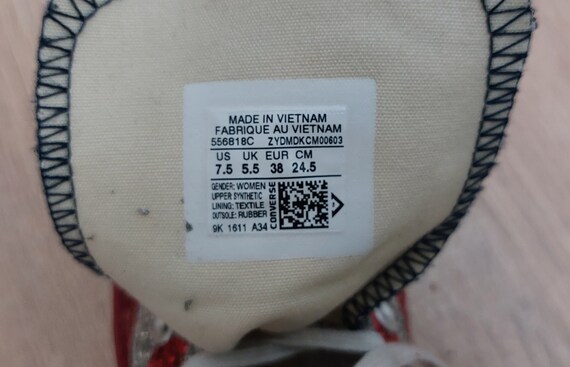 MADE IN VIETNAM
FABRIQUE AU VIETNAM
556818C ZYDMDKCM00603
US UK EUR CM
7.5 5.5 38 24.5
GENDER: WOMEN
UPPER: SYNTHETIC
LINING: TEXTILE
OUTSOLE: RUBBER
CONVERSE
9K 1611 A34